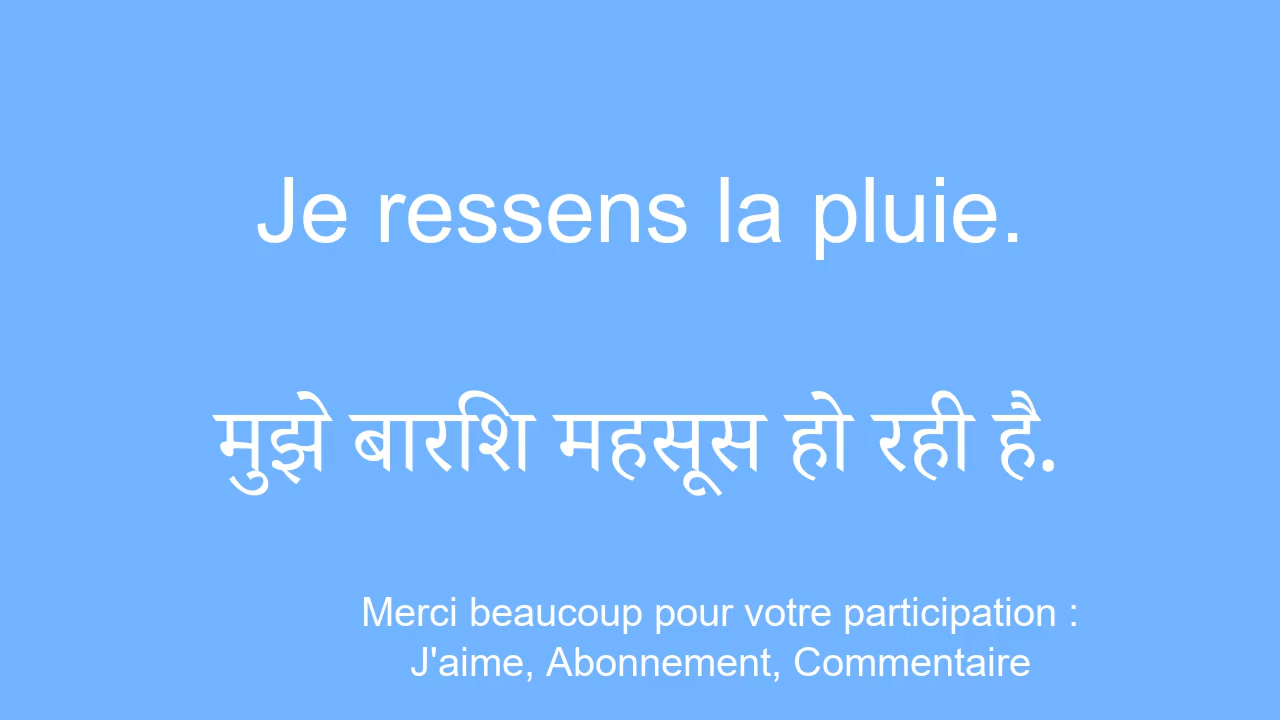 Je ressens la pluie.
मुझे बारिश महसूस हो रही है.
Merci beaucoup pour votre participation :
J'aime, Abonnement, Commentaire